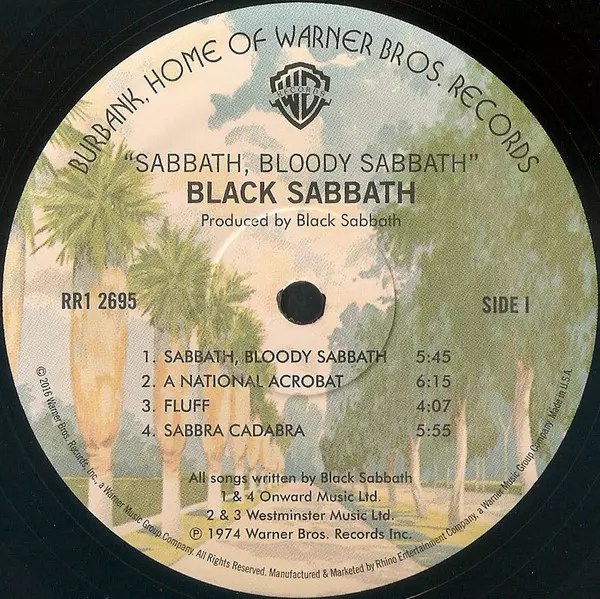 BURBANK, HOME OF WARNER BROS. RECORDS
WB
RECORDS
"SABBATH, BLOODY SABBATH"
BLACK SABBATH
Produced by Black Sabbath
RR1 2695
SIDE I
1. SABBATH, BLOODY SABBATH 5:45
2. A NATIONAL ACROBAT 6:15
3. FLUFF 4:07
4. SABBRA CADABRA 5:55
All songs written by Black Sabbath
1 & 4 Onward Music Ltd.
2 & 3 Westminster Music Ltd.
℗ 1974 Warner Bros. Records Inc.
© 2016 Warner Bros. Records, Inc., a Warner Music Group Company. All Rights Reserved. Manufactured & Marketed by Rhino Entertainment Company, a Warner Music Group Company. Made in U.S.A.